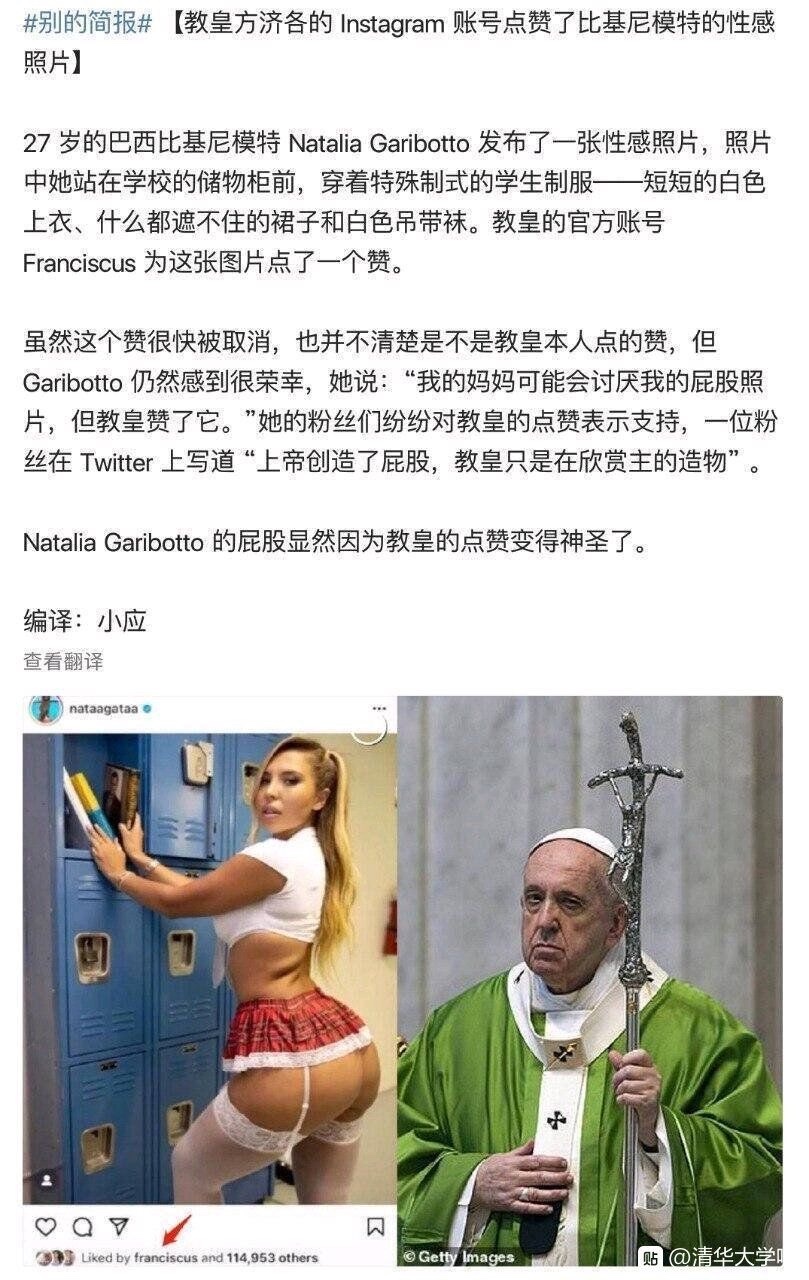 #别的简报# 【教皇方济各的 Instagram 账号点赞了比基尼模特的性感
照片】
27 岁的巴西比基尼模特 Natalia Garibotto 发布了一张性感照片，照片
中她站在学校的储物柜前，穿着特殊制式的学生制服——短短的白色
上衣、什么都遮不住的裙子和白色吊带袜。教皇的官方账号
Franciscus 为这张图片点了一个赞。
虽然这个赞很快被取消，也并不清楚是不是教皇本人点的赞，但
Garibotto 仍然感到很荣幸，她说：“我的妈妈可能会讨厌我的屁股照
片，但教皇赞了它。”她的粉丝们纷纷对教皇的点赞表示支持，一位粉
丝在 Twitter 上写道 “上帝创造了屁股，教皇只是在欣赏主的造物” 。
Natalia Garibotto 的屁股显然因为教皇的点赞变得神圣了。
编译：小应
查看翻译
nataagataa
Liked by franciscus and 114,953 others
© Getty Images
贴 @清华大学